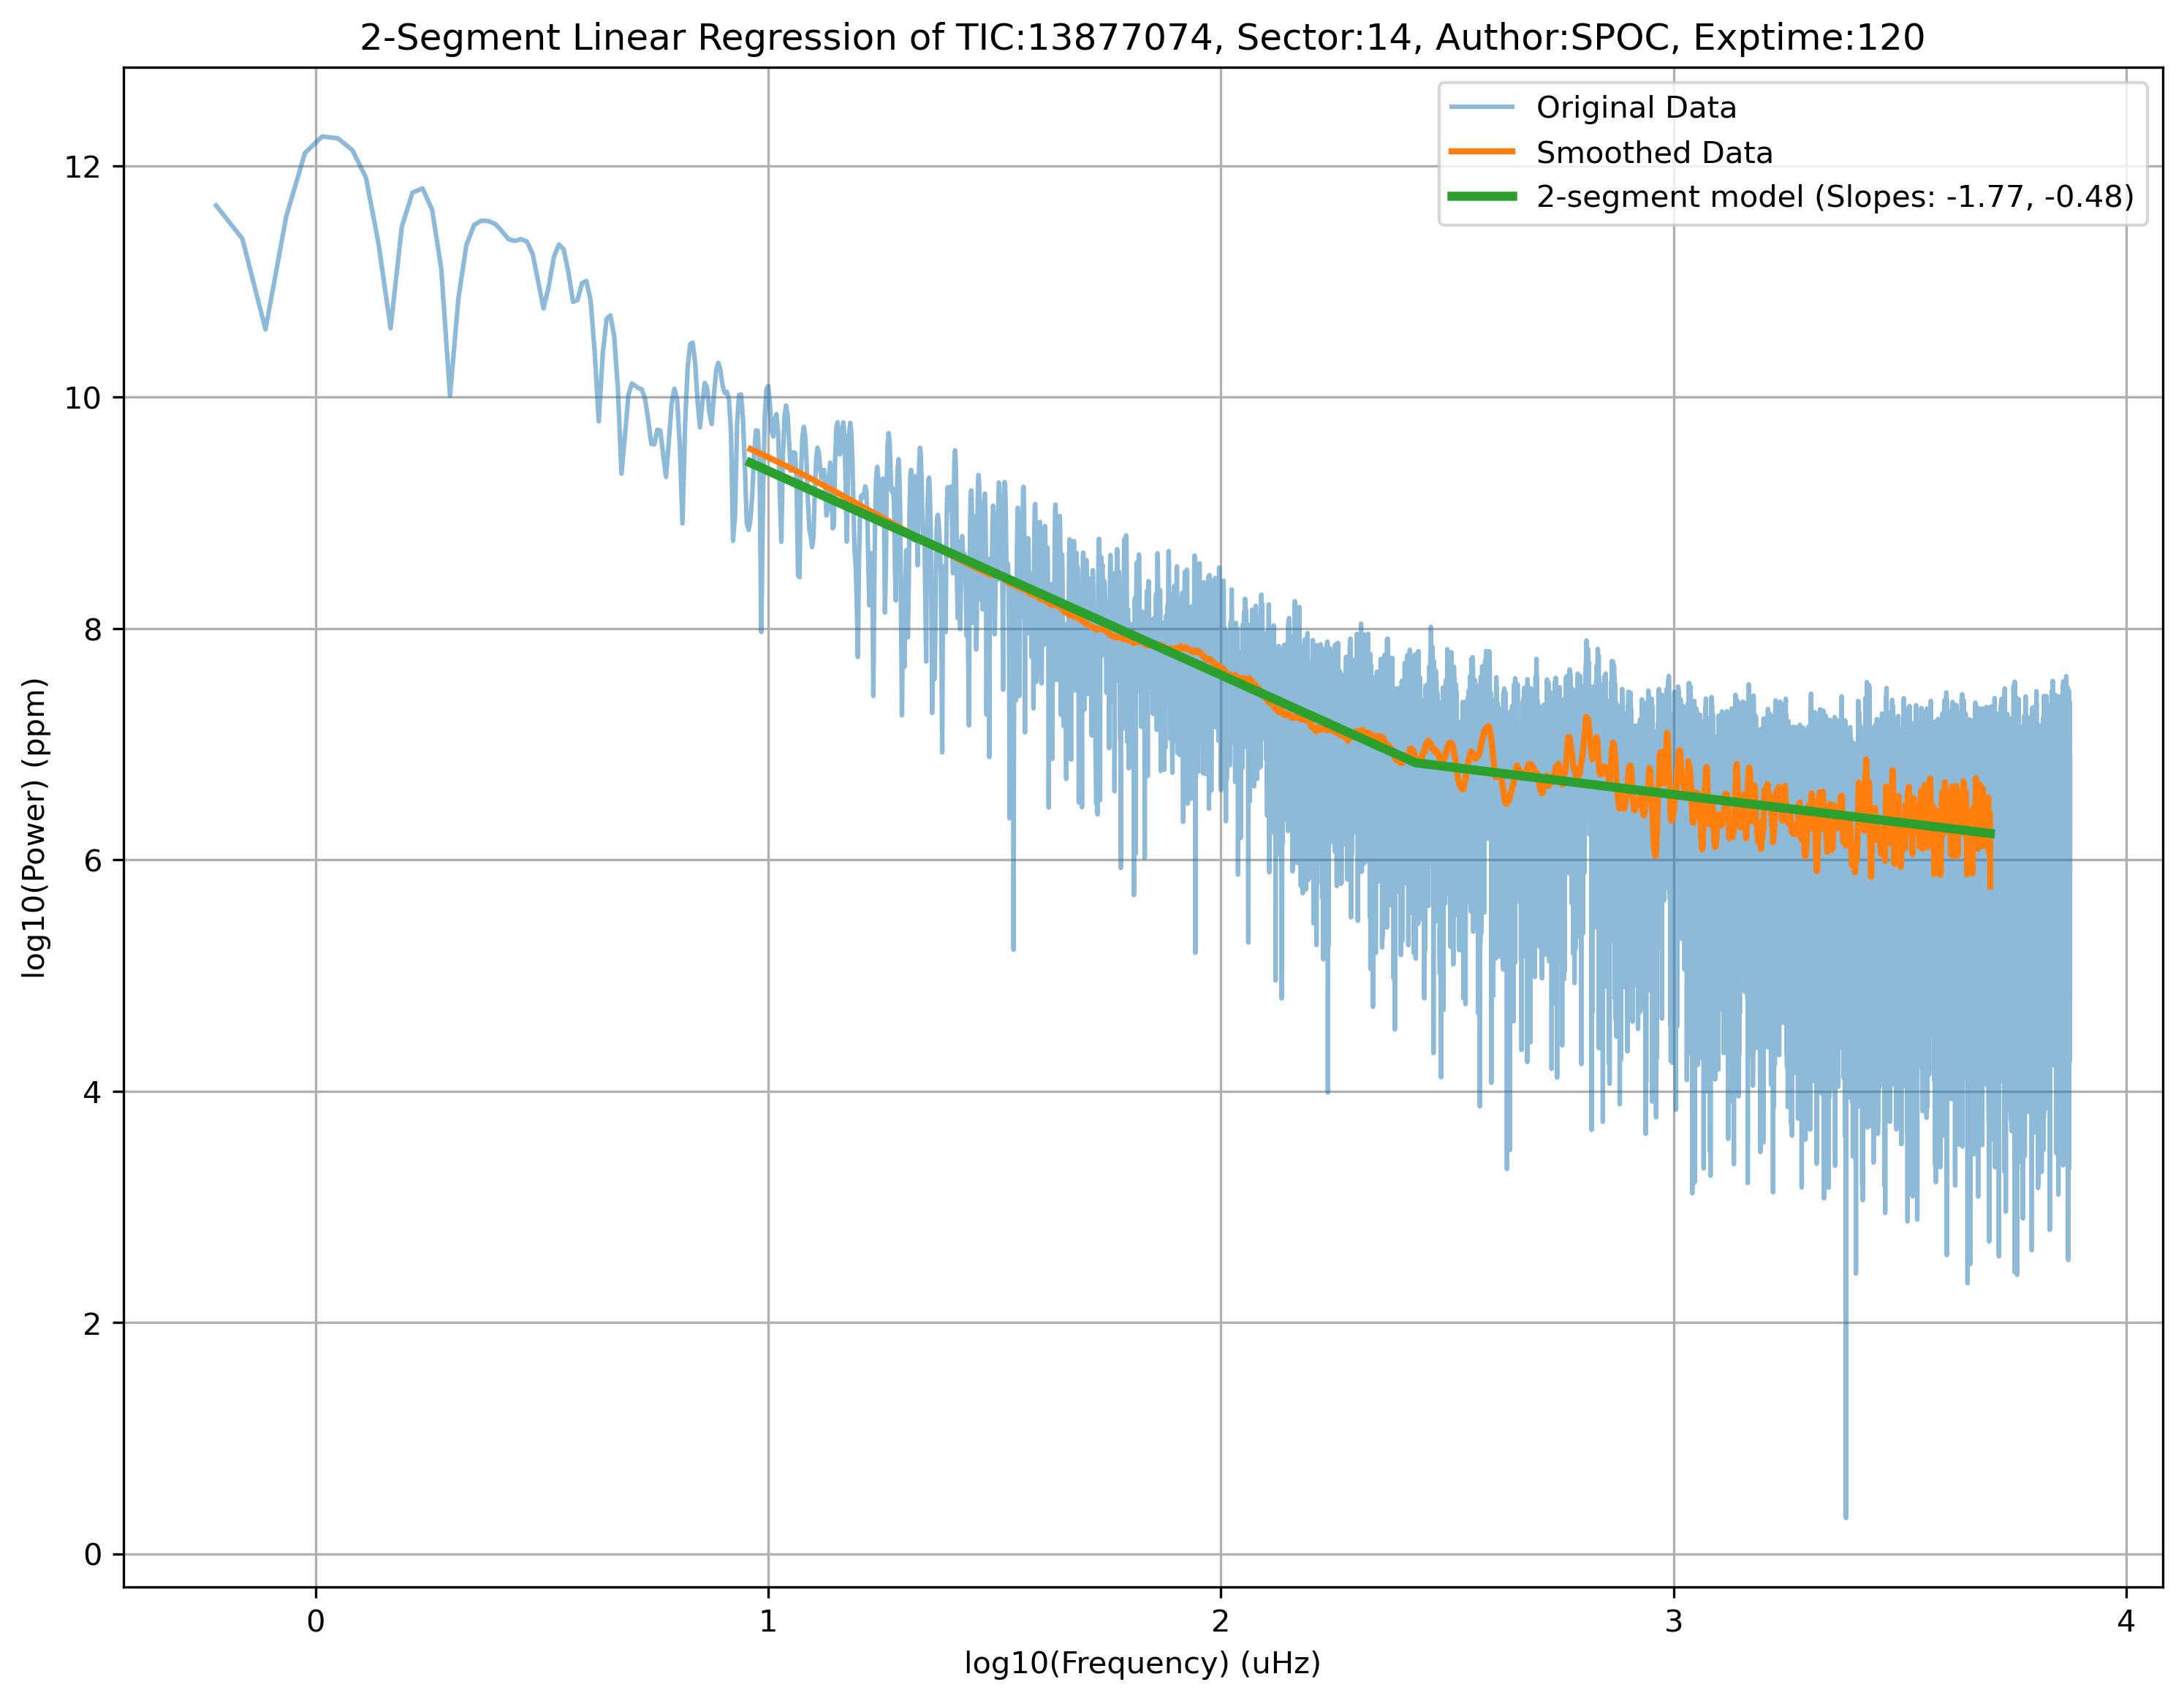 2-Segment Linear Regression of TIC:13877074, Sector:14, Author:SPOC, Exptime:120
Original Data
Smoothed Data
2-segment model (Slopes: -1.77, -0.48)
log10(Power) (ppm)
12
10
8
6
4
2
0
0 1 2 3 4
log10(Frequency) (uHz)